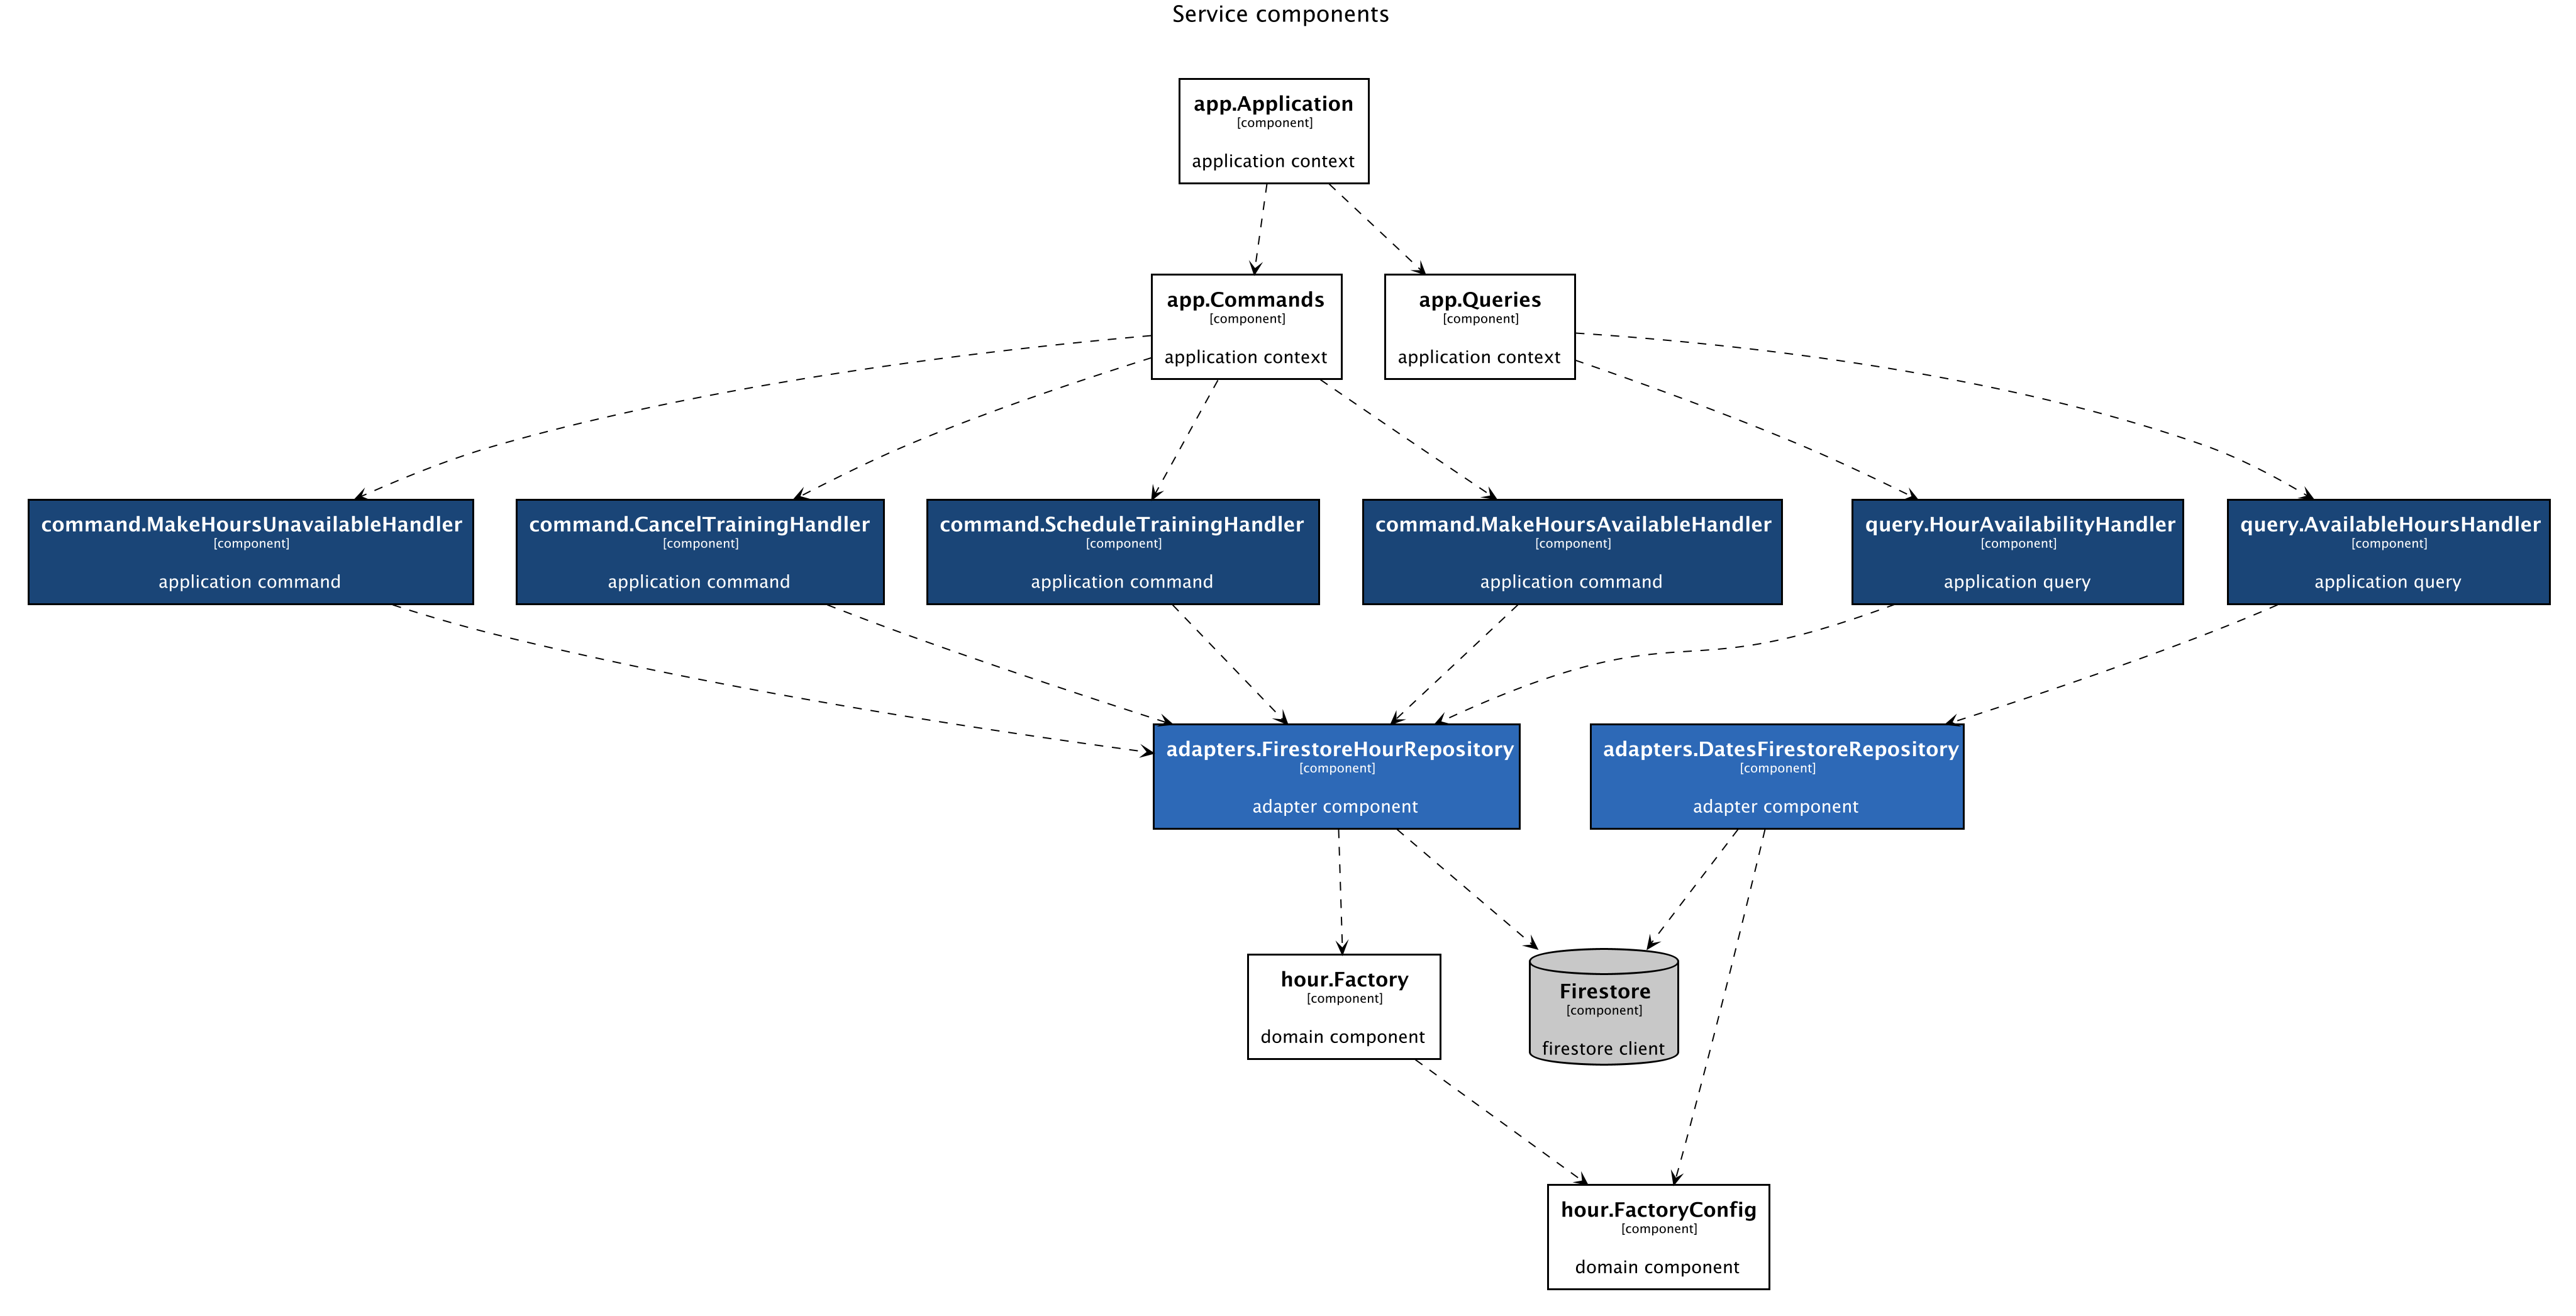 Service components
app.Application
[component]
application context
app.Commands
[component]
application context
app.Queries
[component]
application context
command.MakeHoursUnavailableHandler
[component]
application command
command.CancelTrainingHandler
[component]
application command
command.ScheduleTrainingHandler
[component]
application command
command.MakeHoursAvailableHandler
[component]
application command
query.HourAvailabilityHandler
[component]
application query
query.AvailableHoursHandler
[component]
application query
adapters.FirestoreHourRepository
[component]
adapter component
adapters.DatesFirestoreRepository
[component]
adapter component
hour.Factory
[component]
domain component
Firestore
[component]
firestore client
hour.FactoryConfig
[component]
domain component